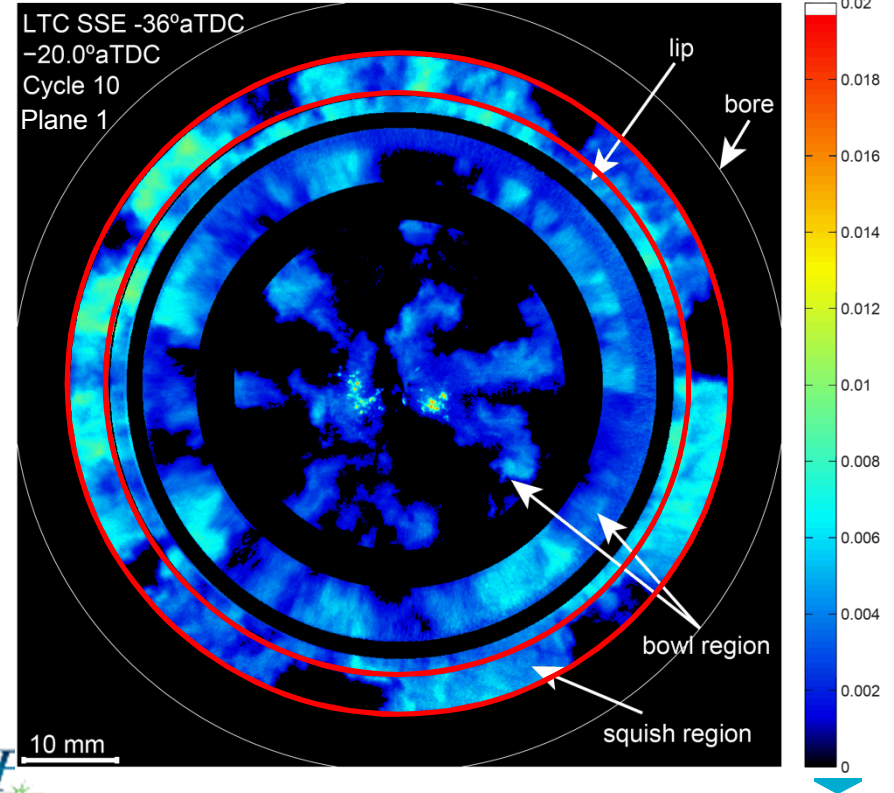 LTC SSE -36ºaTDC
−20.0ºaTDC
Cycle 10
Plane 1
lip
bore
bowl region
squish region
10 mm
0.02
0.018
0.016
0.014
0.012
0.01
0.008
0.006
0.004
0.002
0